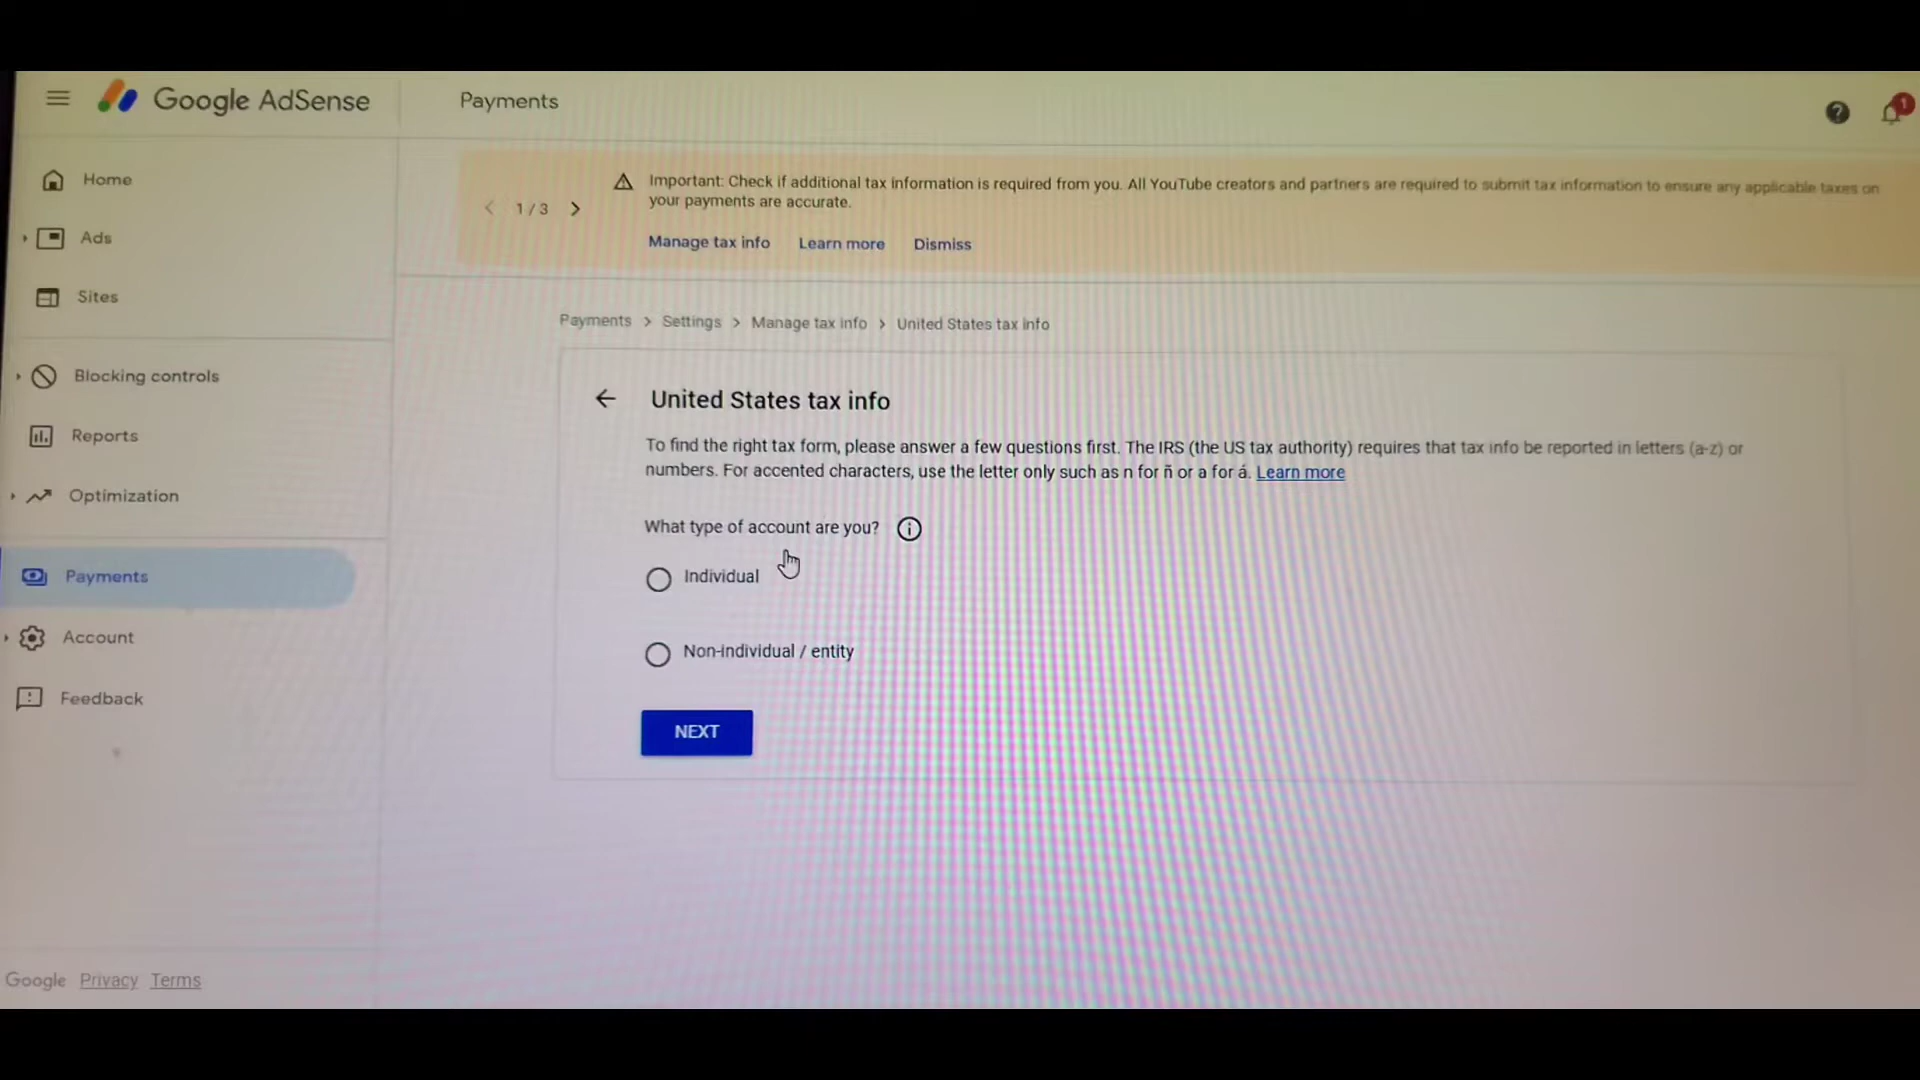 Google AdSense
Payments
1
Home
Ads
Sites
Blocking controls
Reports
Optimization
Payments
Account
Feedback
Google Privacy Terms
1 / 3
Important: Check if additional tax information is required from you. All YouTube creators and partners are required to submit tax information to ensure any applicable taxes on
your payments are accurate.
Manage tax info Learn more Dismiss
Payments > Settings > Manage tax info > United States tax info
United States tax info
To find the right tax form, please answer a few questions first. The IRS (the US tax authority) requires that tax info be reported in letters (a-z) or
numbers. For accented characters, use the letter only such as n for ñ or a for á. Learn more
What type of account are you?
Individual
Non-individual / entity
NEXT